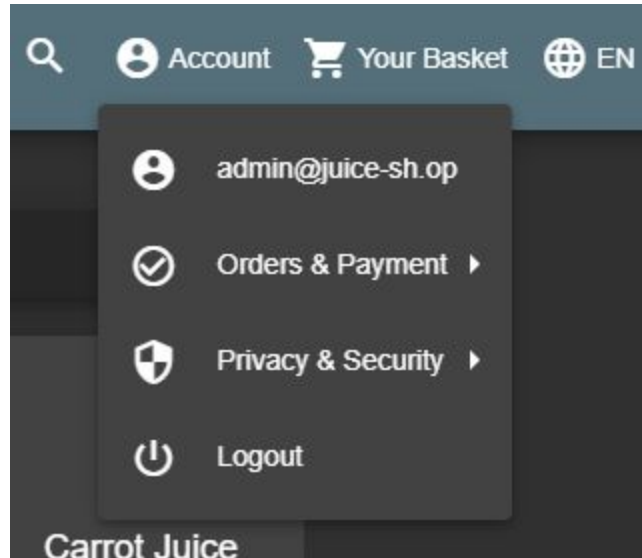 Account
Your Basket
EN
admin@juice-sh.op
Orders & Payment
Privacy & Security
Logout
Carrot Juice